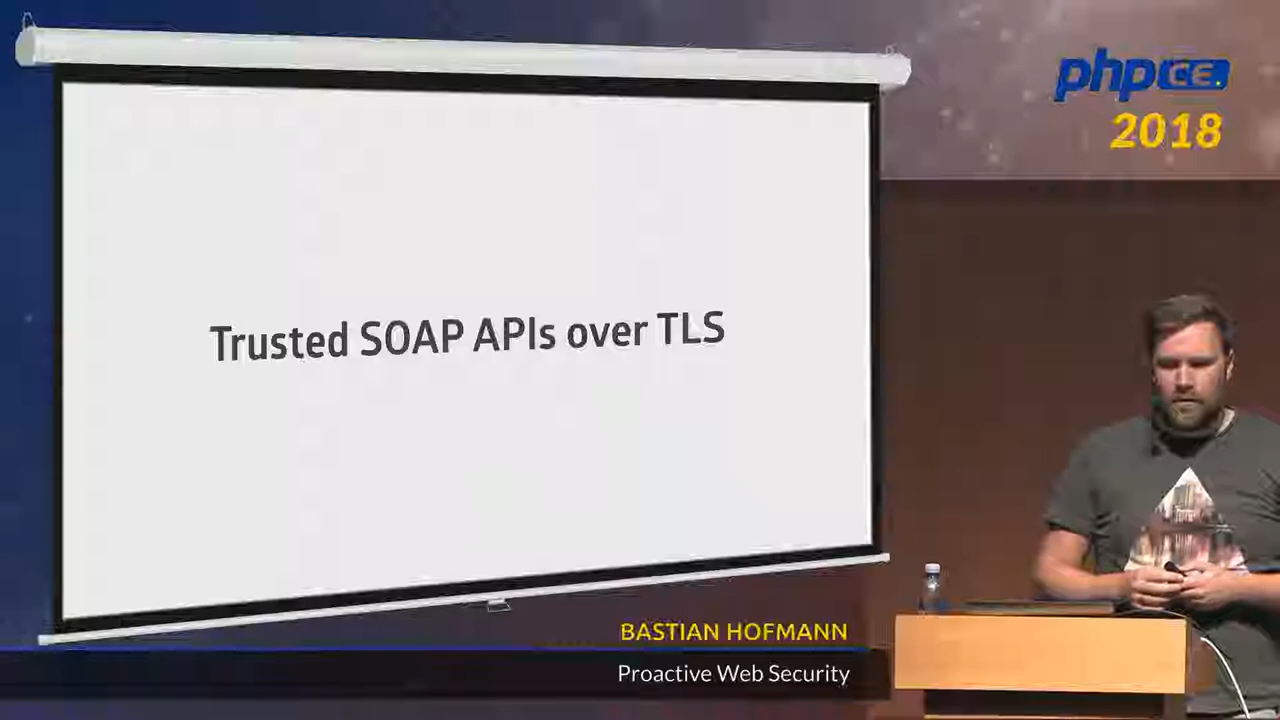 phpCE.
2018
Trusted SOAP APIs over TLS
BASTIAN HOFMANN
Proactive Web Security